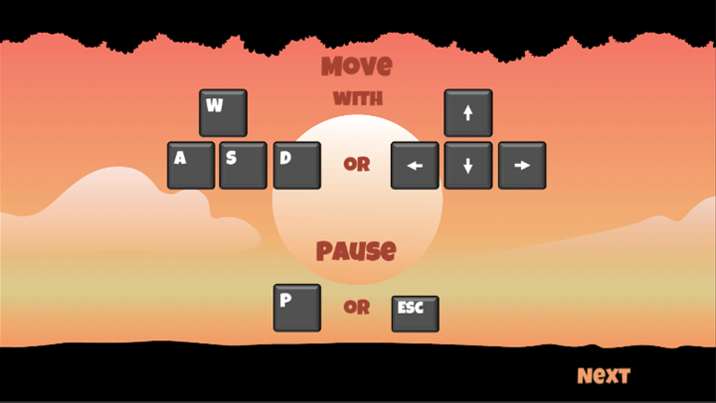 Move
with
W
A S D or ← ↓ →
↑
Pause
P or ESC
Next